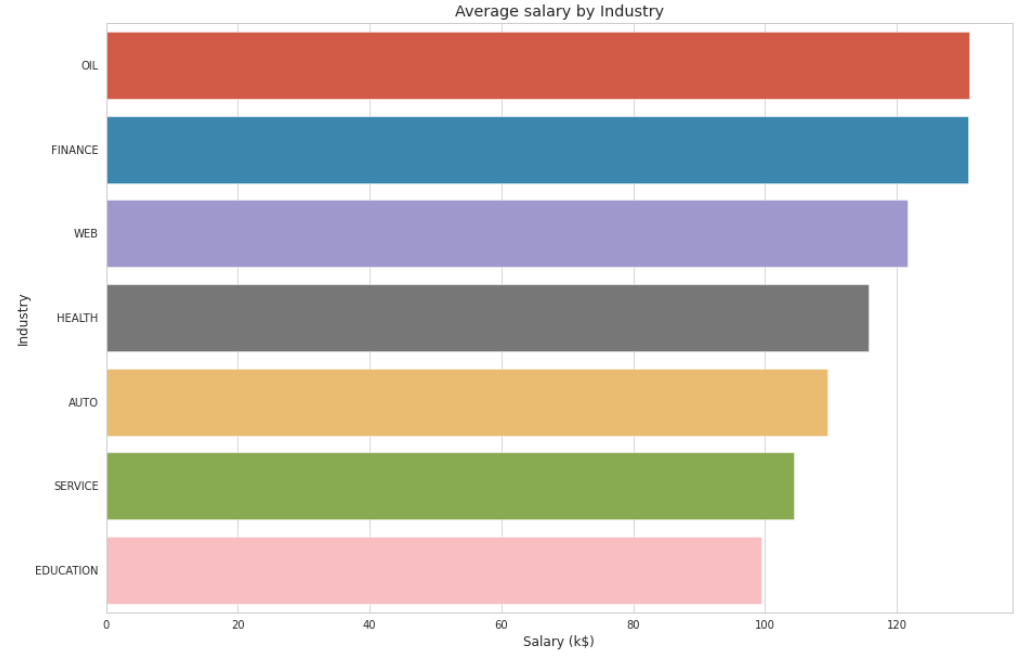 Average salary by Industry
OIL
FINANCE
WEB
HEALTH
AUTO
SERVICE
EDUCATION
Industry
0 20 40 60 80 100 120
Salary (k$)